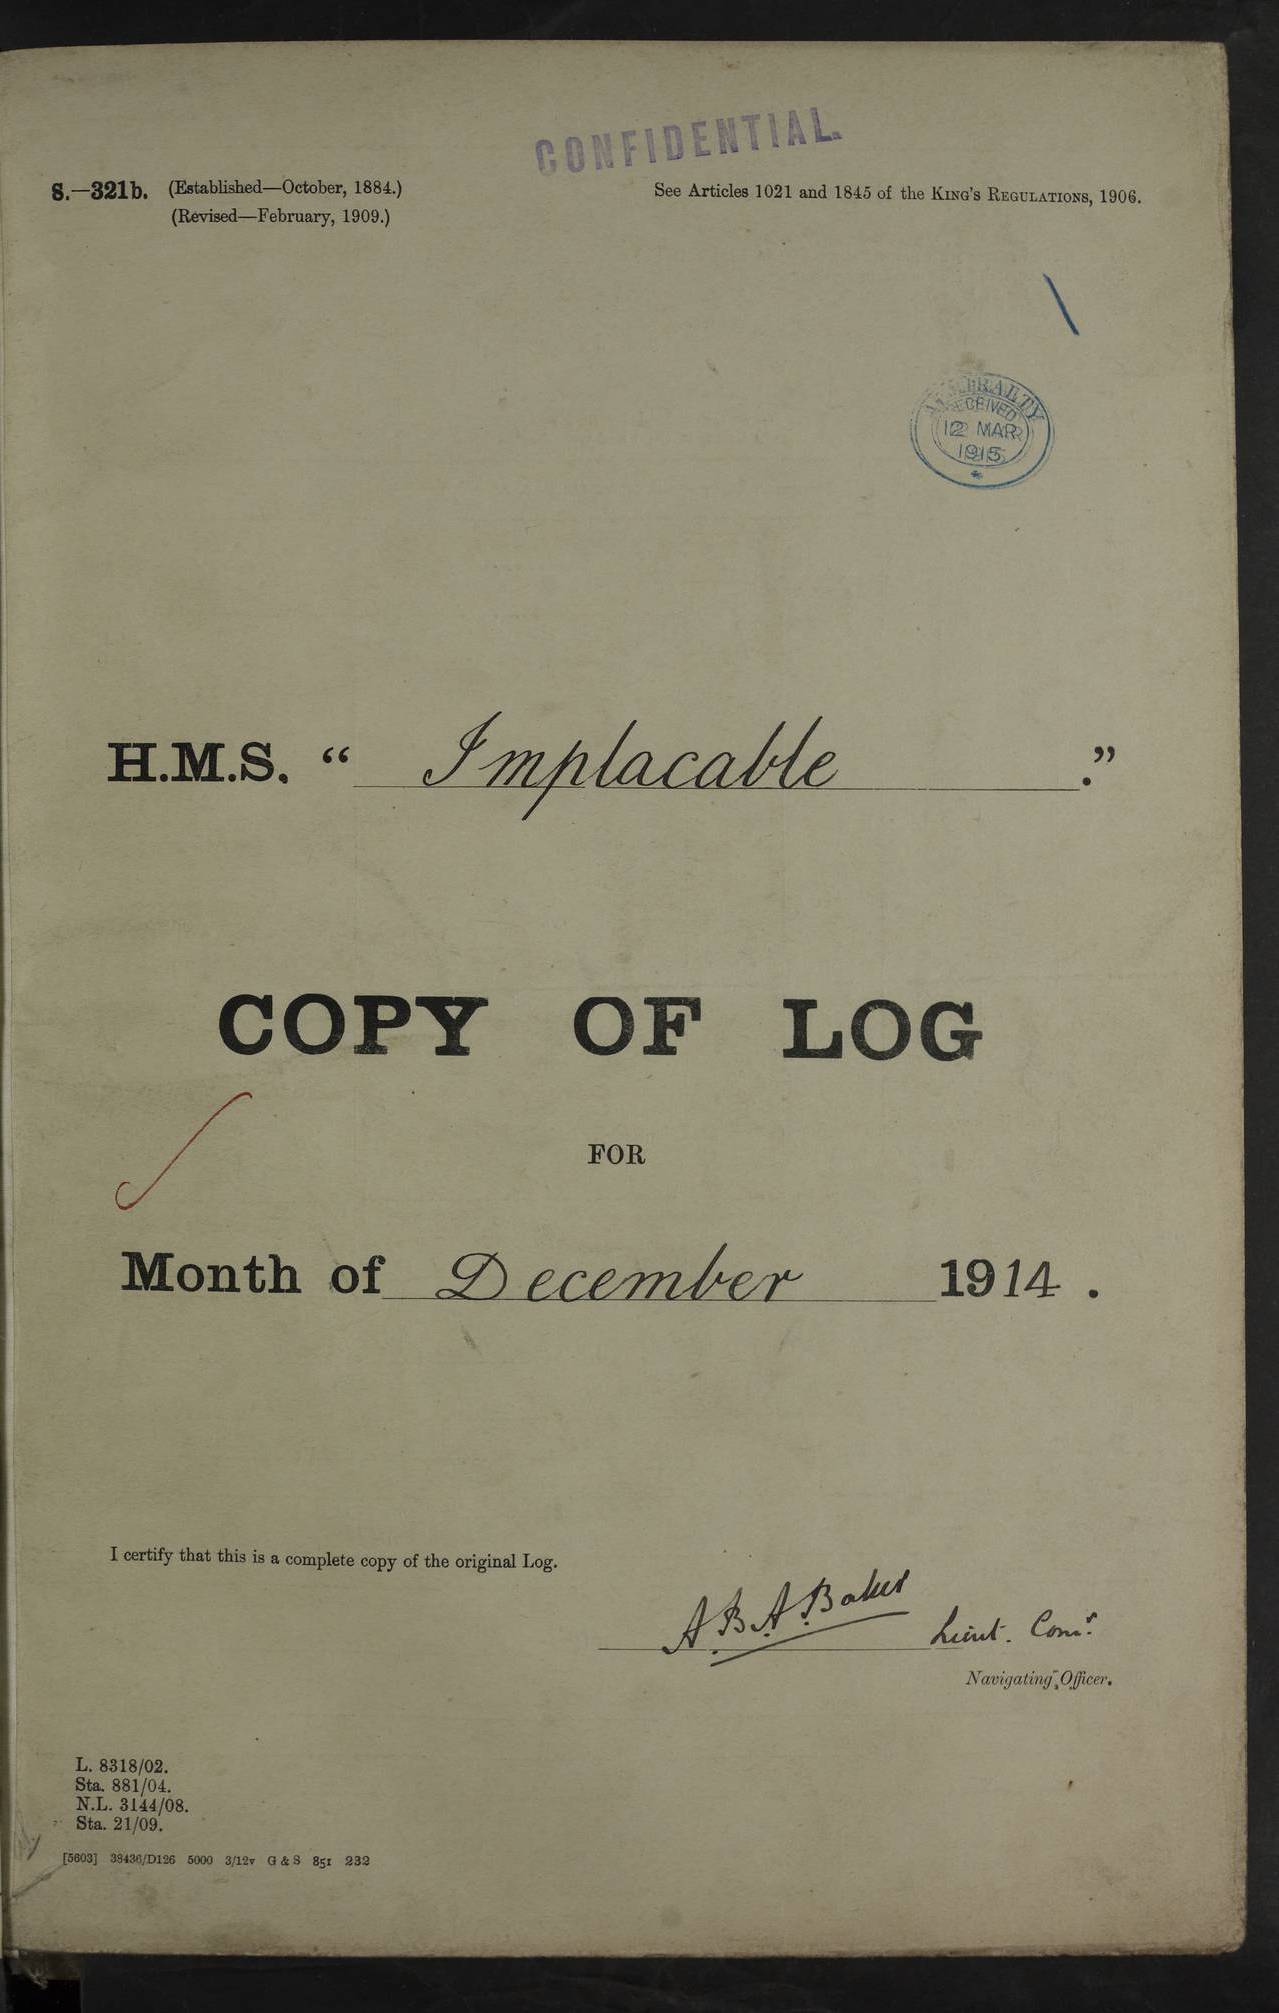 CONFIDENTIAL.
S.—321b. (Established—October, 1884.)
(Revised—February, 1909.)
See Articles 1021 and 1845 of the KING'S REGULATIONS, 1906.
ADMIRALTY
RECEIVED
12 MAR
1915
H.M.S. “ Implacable .”
COPY OF LOG
FOR
Month of December 1914 .
I certify that this is a complete copy of the original Log.
A.B.A. Baker Lieut. Comr.
Navigating Officer.
L. 8318/02.
Sta. 881/04.
N.L. 3144/08.
Sta. 21/09.
[5603] 38436/D126 5000 3/12v G & S 851 232